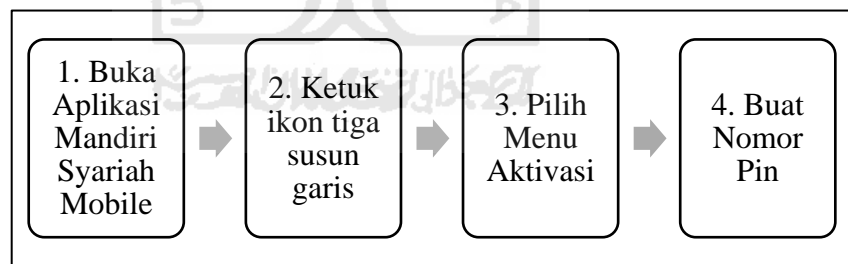 1. Buka
Aplikasi
Mandiri
Syariah
Mobile
2. Ketuk
ikon tiga
susun
garis
3. Pilih
Menu
Aktivasi
4. Buat
Nomor
Pin